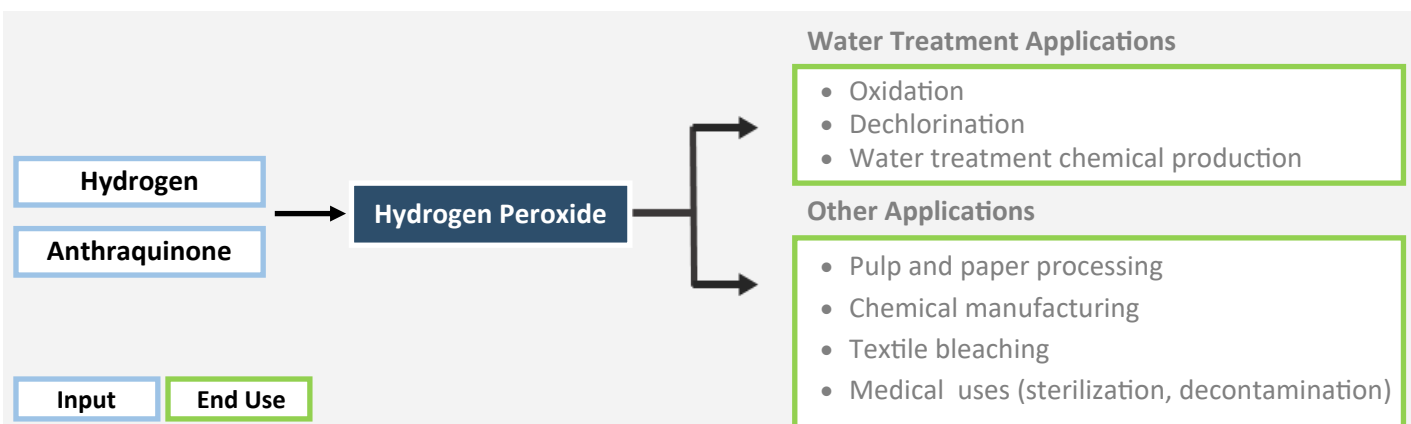 Water Treatment Applications
• Oxidation
• Dechlorination
• Water treatment chemical production
Hydrogen
Anthraquinone
Hydrogen Peroxide
Other Applications
• Pulp and paper processing
• Chemical manufacturing
• Textile bleaching
• Medical uses (sterilization, decontamination)
Input
End Use